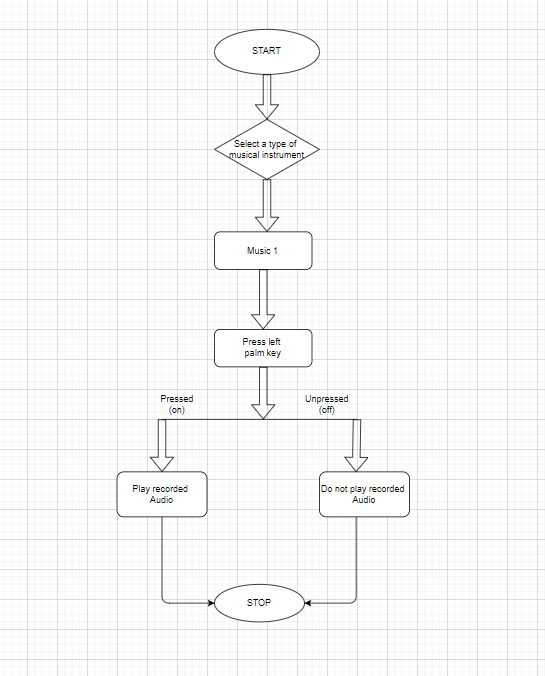 START
Select a type of
musical instrument
Music 1
Press left
palm key
Pressed
(on)
Unpressed
(off)
Play recorded
Audio
Do not play recorded
Audio
STOP